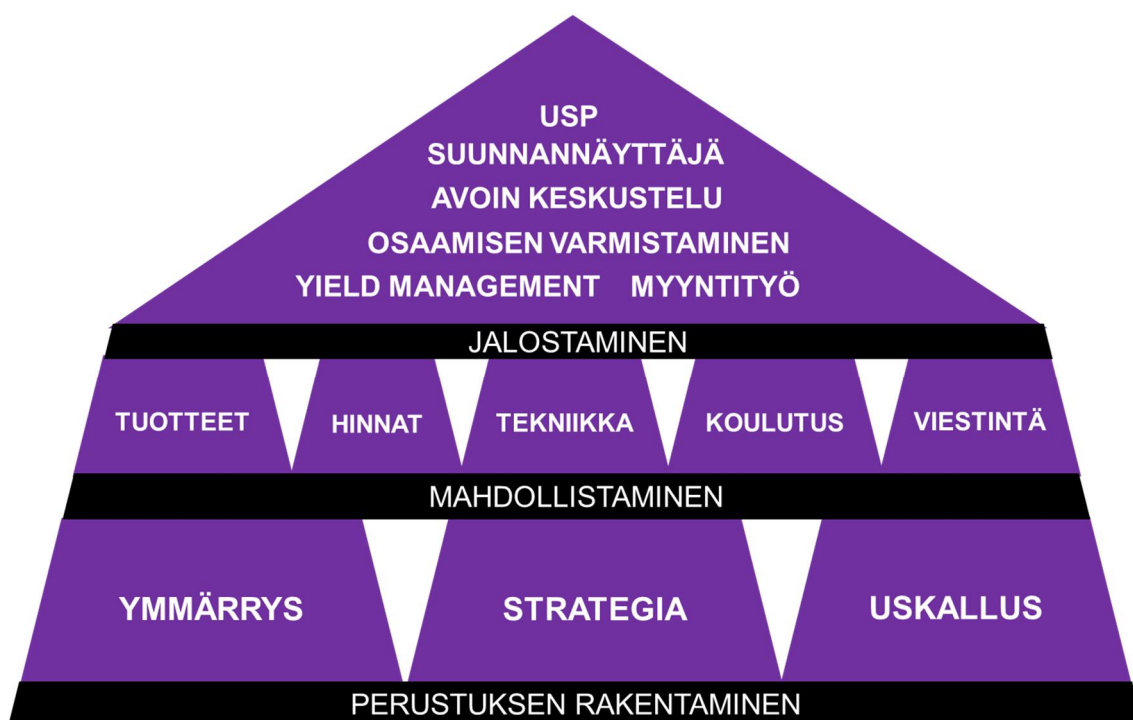 USP
SUUNNANNÄYTTÄJÄ
AVOIN KESKUSTELU
OSAAMISEN VARMISTAMINEN
YIELD MANAGEMENT MYYNTITYÖ
JALOSTAMINEN
TUOTTEET HINNAT TEKNIIKKA KOULUTUS VIESTINTÄ
MAHDOLLISTAMINEN
YMMÄRRYS STRATEGIA USKALLUS
PERUSTUKSEN RAKENTAMINEN